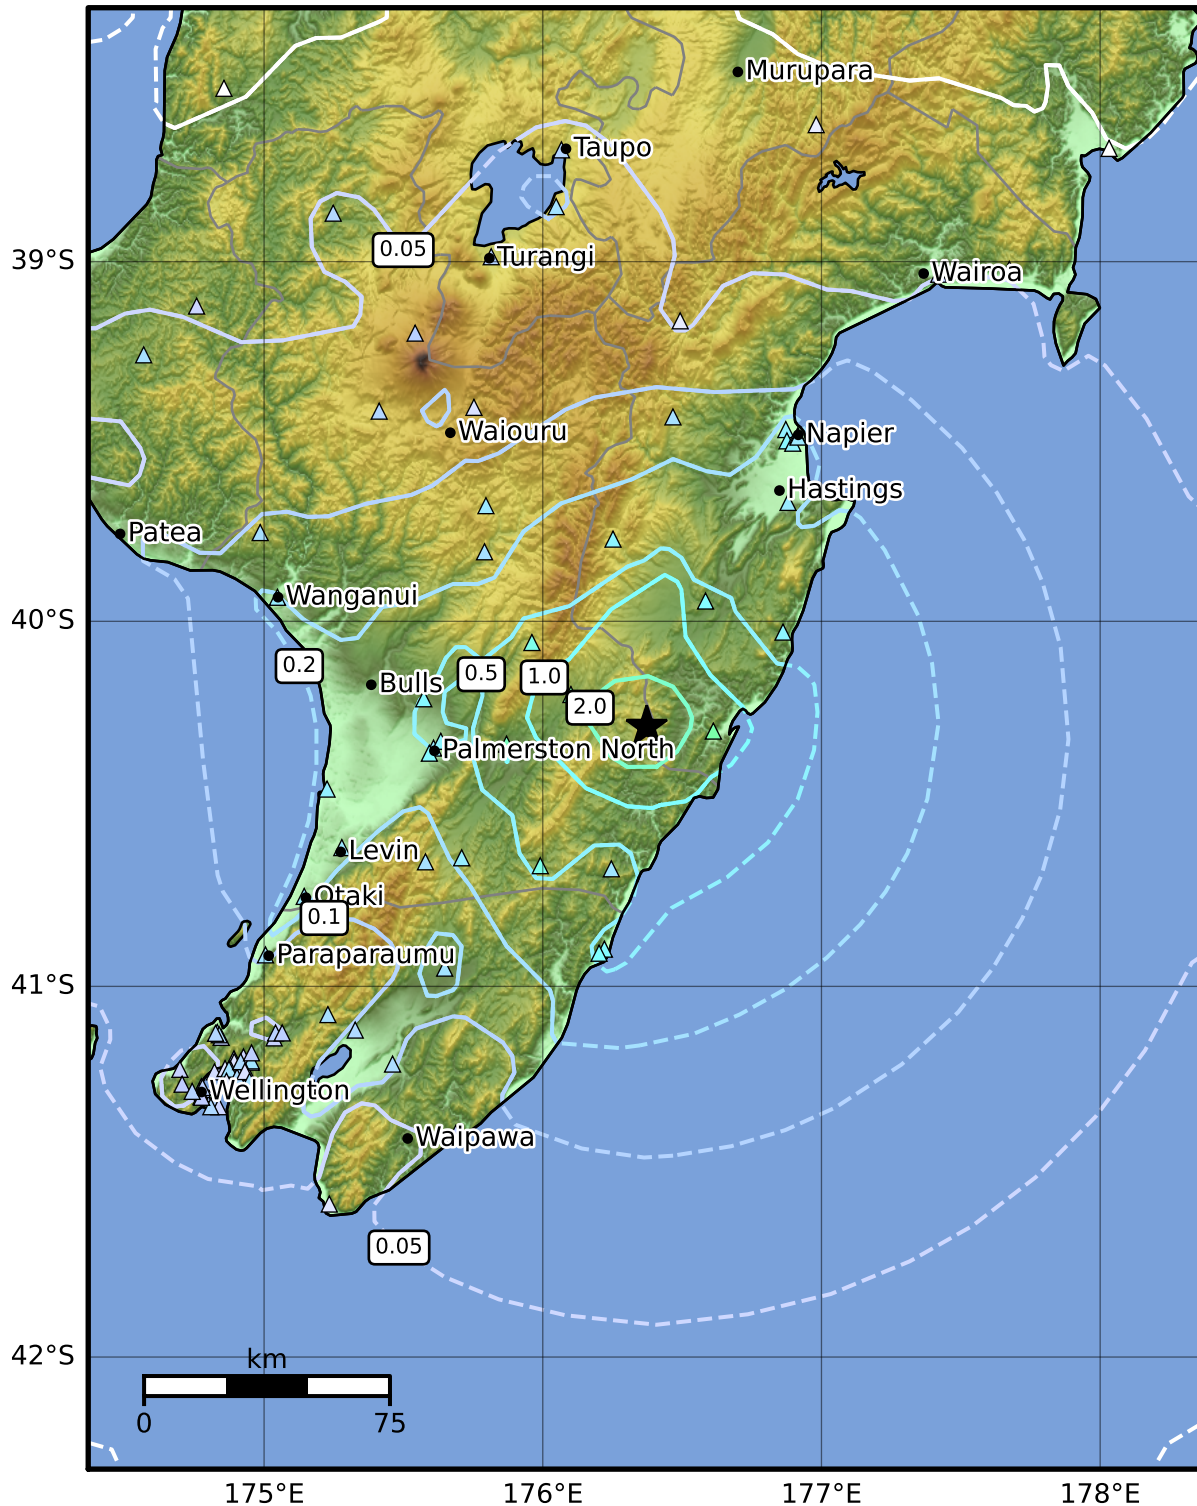 Murupara
Taupo
0.05
Turangi
39°S
Wairoa
Waiouru
Napier
Hastings
Patea
Wanganui
40°S
0.2
0.5
1.0
Bulls
2.0
Palmerston North
Levin
Otaki
0.1
Paraparaumu
41°S
Wellington
Waipawa
0.05
42°S
km
0
75
175°E
176°E
177°E
178°E